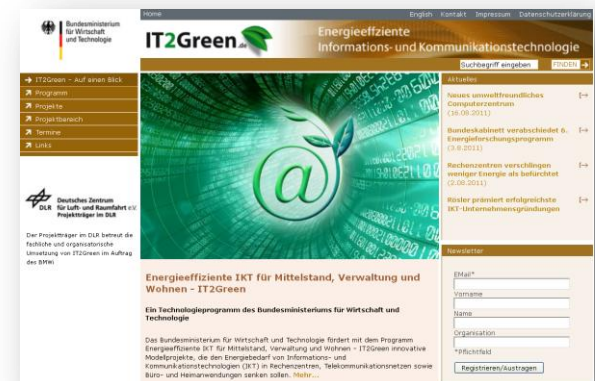 Bundesministerium
für Wirtschaft
und Technologie
Home
English Kontakt Impressum Datenschutzerklärung
IT2Green.de
Energieeffziente
Informations- und Kommunikationstechnologie
Suchbegriff eingeben FINDEN
IT2Green - Auf einen Blick
Programm
Projekte
Projektbereich
Termine
Links
DLR
Deutsches Zentrum
für Luft- und Raumfahrt e.V.
Projektträger im DLR
Der Projektträger im DLR betreut die
fachliche und organisatorische
Umsetzung von IT2Green im Auftrag
des BMWi
@
Energieeffiziente IKT für Mittelstand, Verwaltung und
Wohnen - IT2Green
Ein Technologieprogramm des Bundesministeriums für Wirtschaft und
Technologie
Das Bundesministerium für Wirtschaft und Technologie fördert mit dem Programm
Energieeffiziente IKT für Mittelstand, Verwaltung und Wohnen - IT2Green innovative
Modellprojekte, die den Energiebedarf von Informations- und
Kommunikationstechnologien (IKT) in Rechenzentren, Telekommunikationsnetzen sowie
Büro- und Heimanwendungen senken sollen. Mehr...
Aktuelles
Neues umweltfreundliches
Computerzentrum
(16.08.2011)
Bundeskabinett verabschiedet 6.
Energieforschungsprogramm
(3.8.2011)
Rechenzentren verschlingen
weniger Energie als befürchtet
(2.08.2011)
Rösler prämiert erfolgreichste
IKT-Unternehmensgründungen
Newsletter
EMail*
Vorname
Name
Organisation
*Pflichtfeld
Registrieren/Austragen